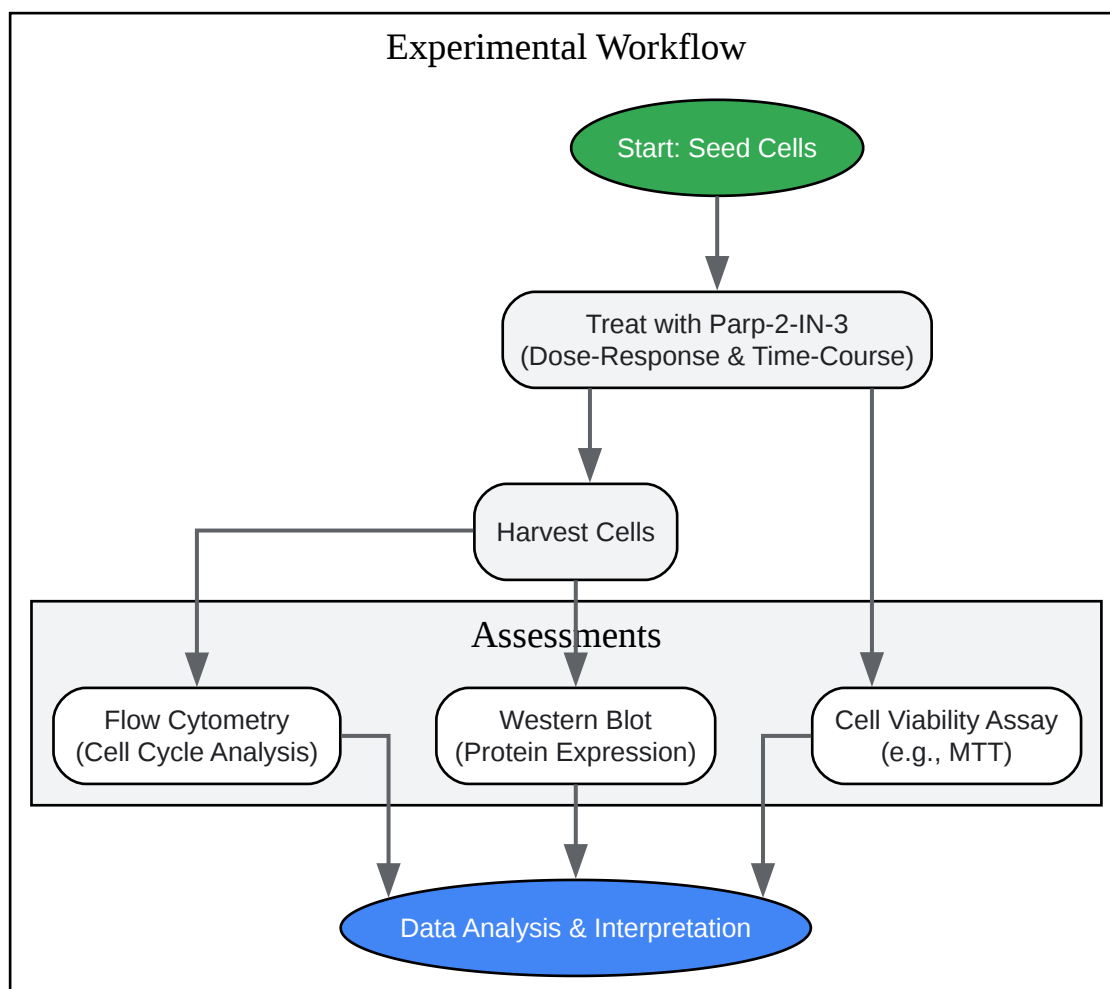 Experimental Workflow
Start: Seed Cells
Treat with Parp-2-IN-3
(Dose-Response & Time-Course)
Harvest Cells
Assessments
Flow Cytometry
(Cell Cycle Analysis)
Western Blot
(Protein Expression)
Cell Viability Assay
(e.g., MTT)
Data Analysis & Interpretation